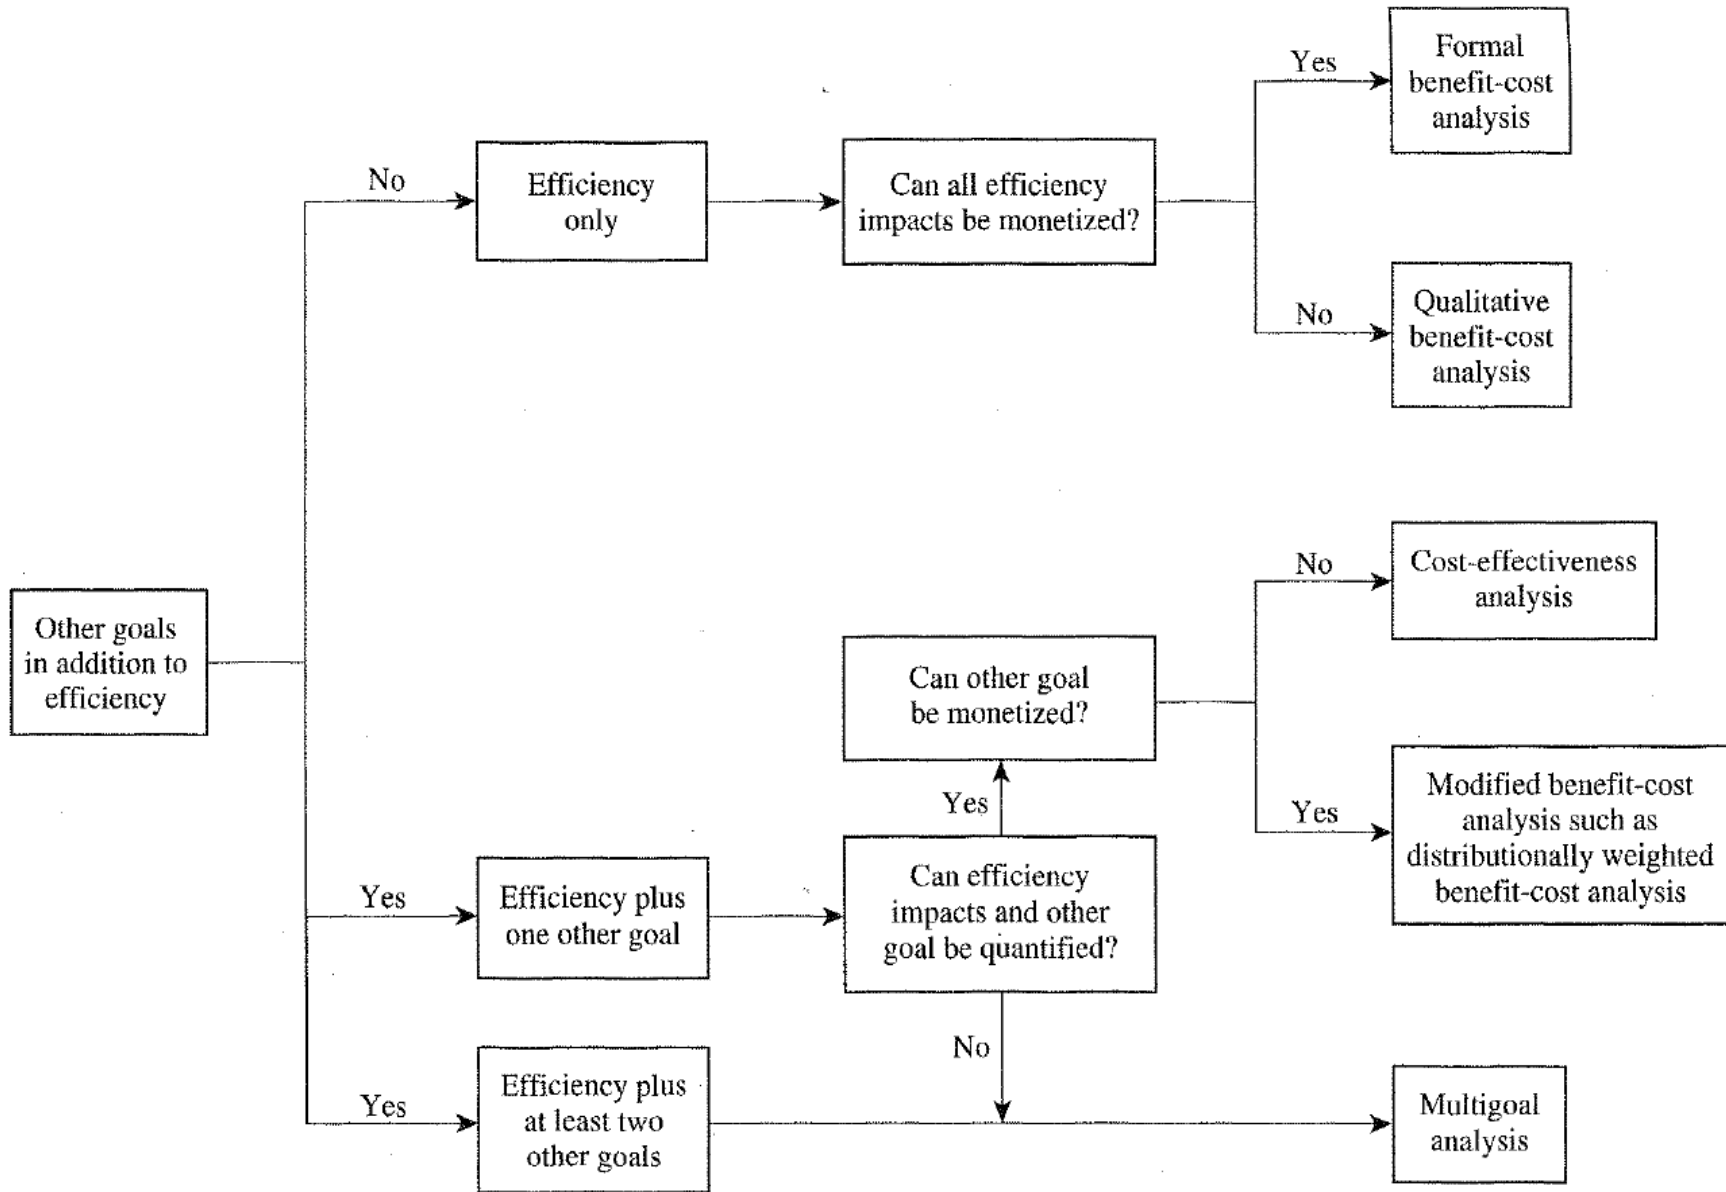 Yes
Formal
benefit-cost
analysis
No
Efficiency
only
Can all efficiency
impacts be monetized?
No
Qualitative
benefit-cost
analysis
Other goals
in addition to
efficiency
No
Cost-effectiveness
analysis
Can other goal
be monetized?
Yes
Yes
Modified benefit-cost
analysis such as
distributionally weighted
benefit-cost analysis
Yes
Efficiency plus
one other goal
Can efficiency
impacts and other
goal be quantified?
No
Yes
Efficiency plus
at least two
other goals
Multigoal
analysis